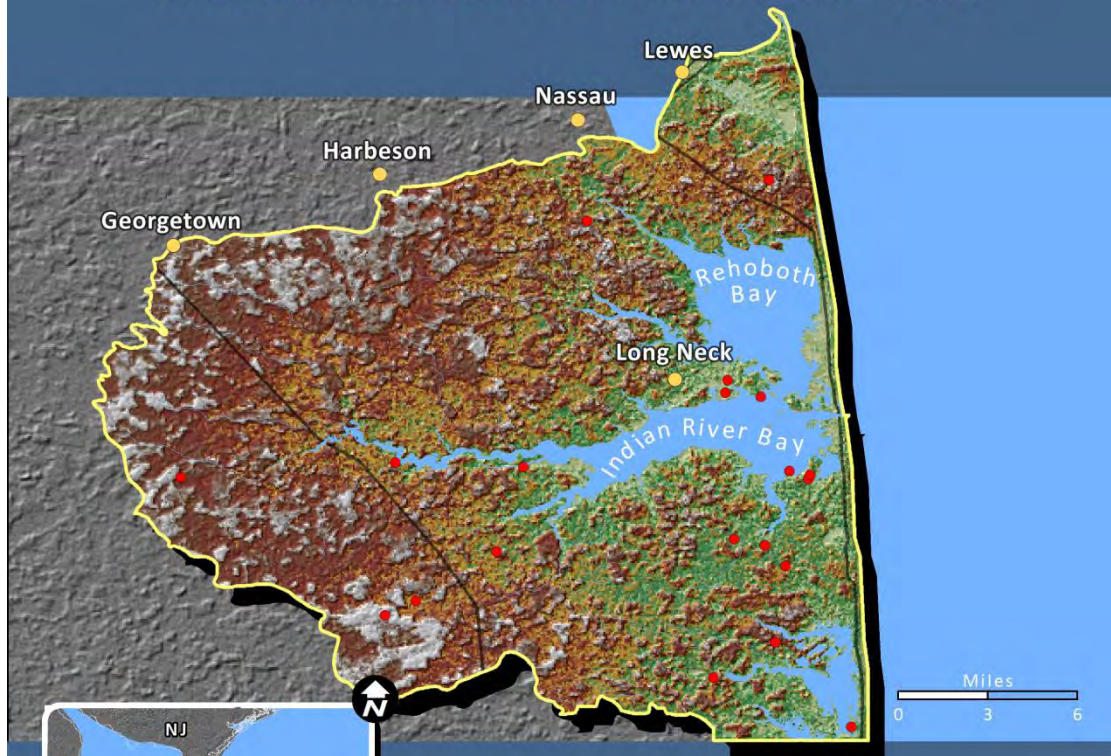 Lewes
Nassau
Harbeson
Georgetown
Rehoboth
Bay
Long Neck
Indian River Bay
Miles
0 3 6
N
NJ